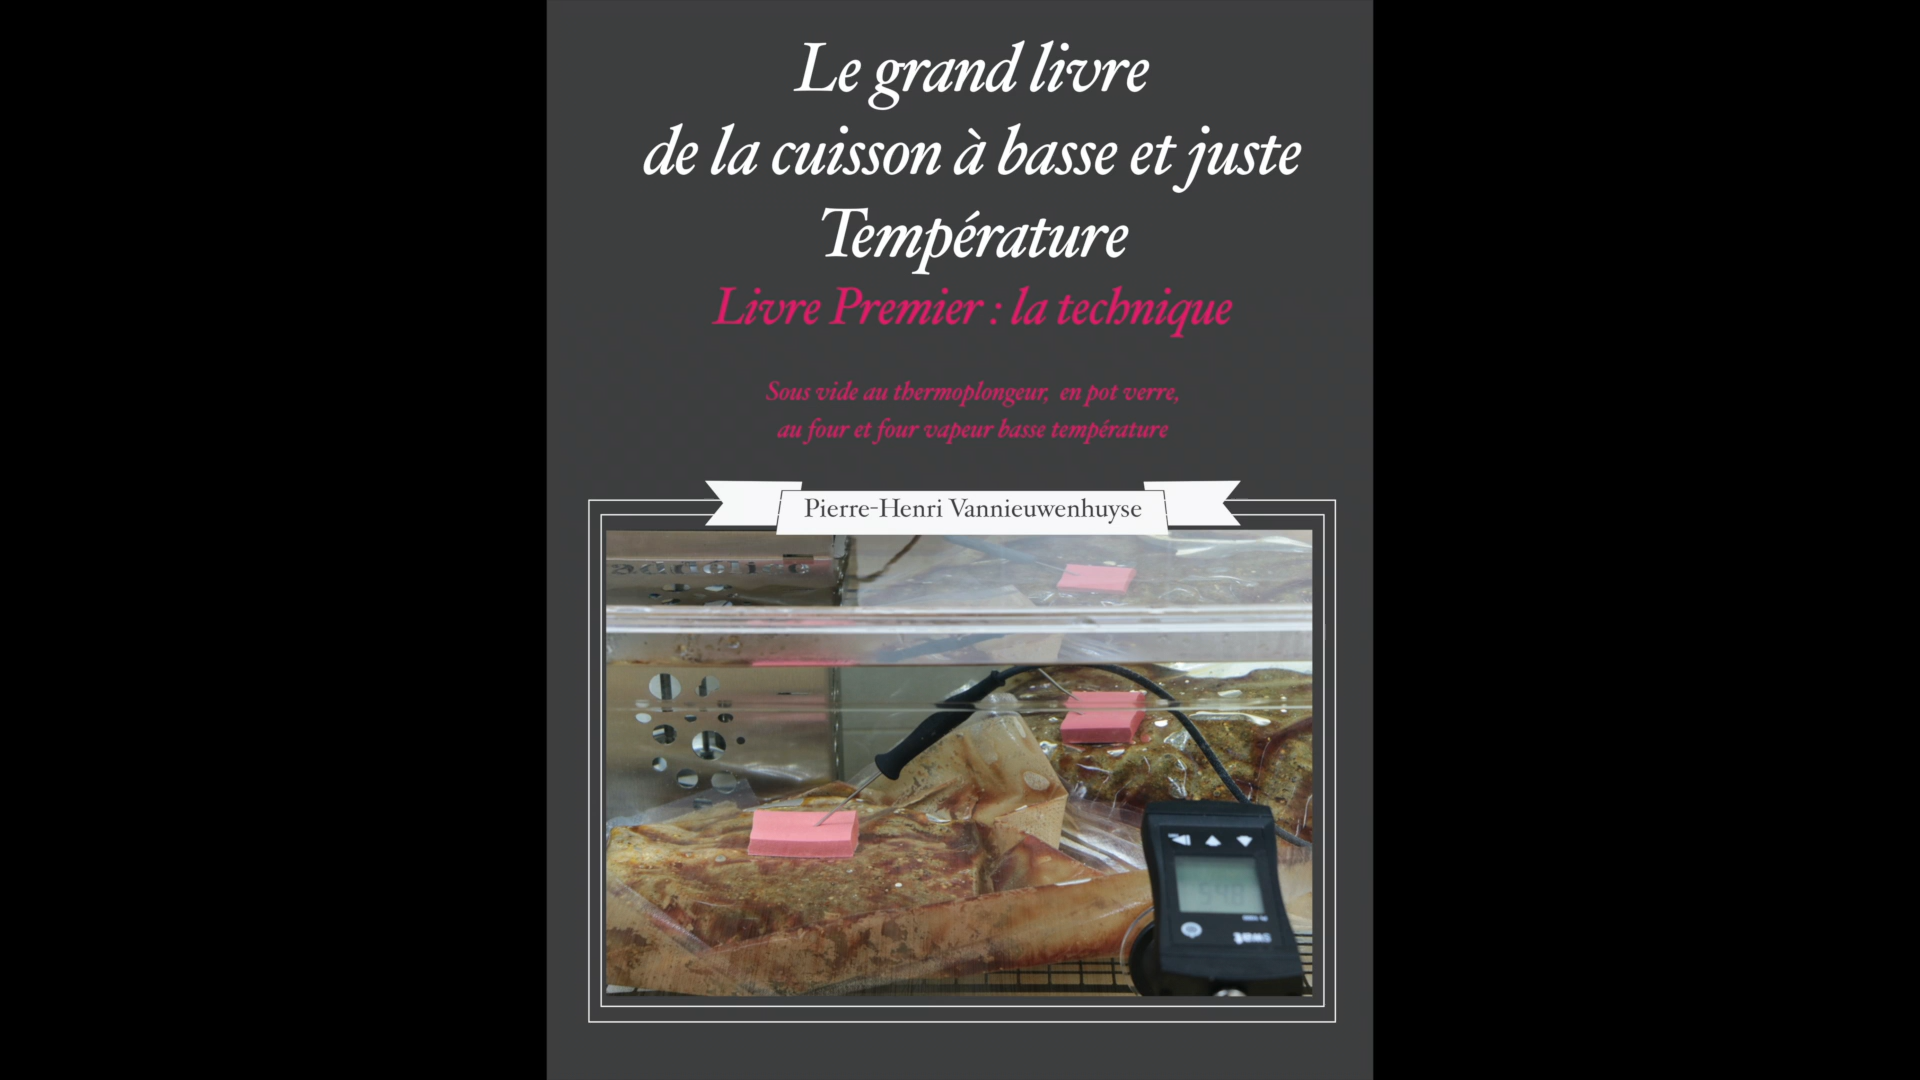 Le grand livre
de la cuisson à basse et juste
Température
Livre Premier : la technique
Sous vide au thermoplongeur, en pot verre,
au four et four vapeur basse température
Pierre-Henri Vannieuwenhuyse